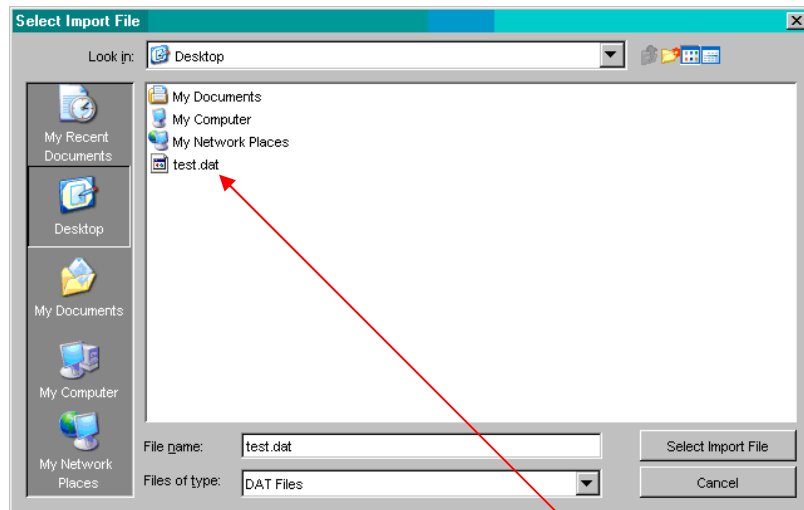 Select Import File
Look in:
Desktop
My Recent
Documents
Desktop
My Documents
My Computer
My Network
Places
My Documents
My Computer
My Network Places
test.dat
File name:
test.dat
Select Import File
Files of type:
DAT Files
Cancel